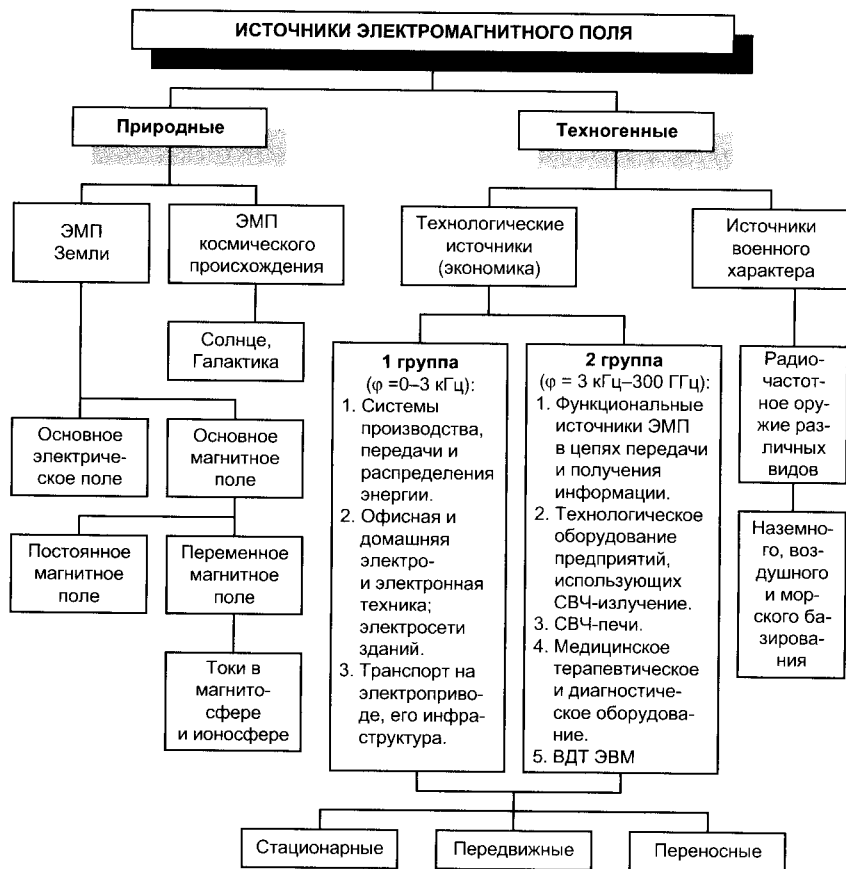 ИСТОЧНИКИ ЭЛЕКТРОМАГНИТНОГО ПОЛЯ
Природные
Техногенные
ЭМП
Земли
ЭМП
космического
происхождения
Технологические
источники
(экономика)
Источники
военного
характера
Солнце,
Галактика
Основное
электриче-
ское поле
Основное
магнитное
поле
Постоянное
магнитное
поле
Переменное
магнитное
поле
Токи в
магнито-
сфере
и ионосфере
1 группа
(φ =0–3 кГц):
1. Системы
производства,
передачи и
распределения
энергии.
2. Офисная и
домашняя
электро-
и электронная
техника;
электросети
зданий.
3. Транспорт на
электроприво-
де, его инфра-
структура.
2 группа
(φ = 3 кГц–300 ГГц):
1. Функциональные
источники ЭМП
в цепях передачи
и получения
информации.
2. Технологическое
оборудование
предприятий,
использующих
СВЧ-излучение.
3. СВЧ-печи.
4. Медицинское
терапевтическое
и диагностиче-
ское оборудова-
ние.
5. ВДТ ЭВМ
Радио-
частот-
ное ору-
жие раз-
личных
видов
Наземно-
го, воз-
душного
и мор-
ского ба-
зирова-
ния
Стационарные
Передвижные
Переносные